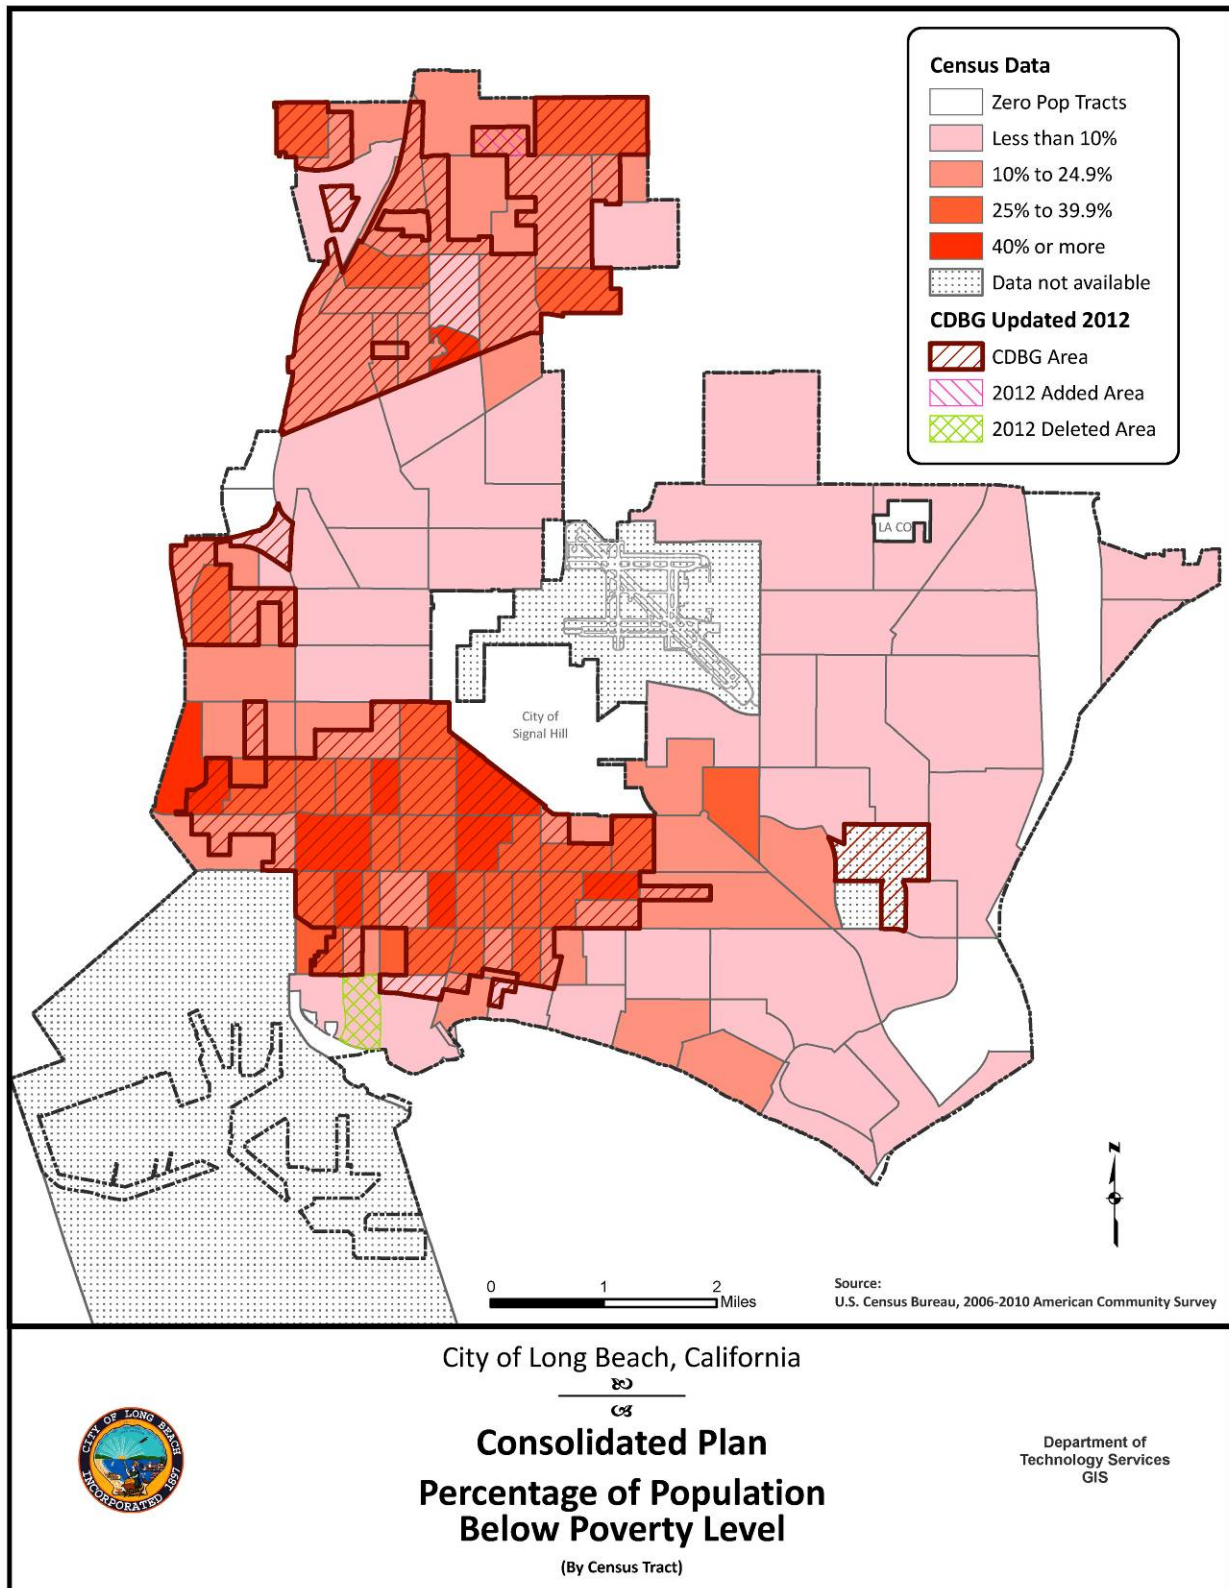 Census Data
Zero Pop Tracts
Less than 10%
10% to 24.9%
25% to 39.9%
40% or more
Data not available
CDBG Updated 2012
CDBG Area
2012 Added Area
2012 Deleted Area
LA CO
City of
Signal Hill
N
0 1 2
Miles
Source:
U.S. Census Bureau, 2006-2010 American Community Survey
City of Long Beach, California
Consolidated Plan
Percentage of Population
Below Poverty Level
(By Census Tract)
CITY OF LONG BEACH
INCORPORATED 1897
Department of
Technology Services
GIS